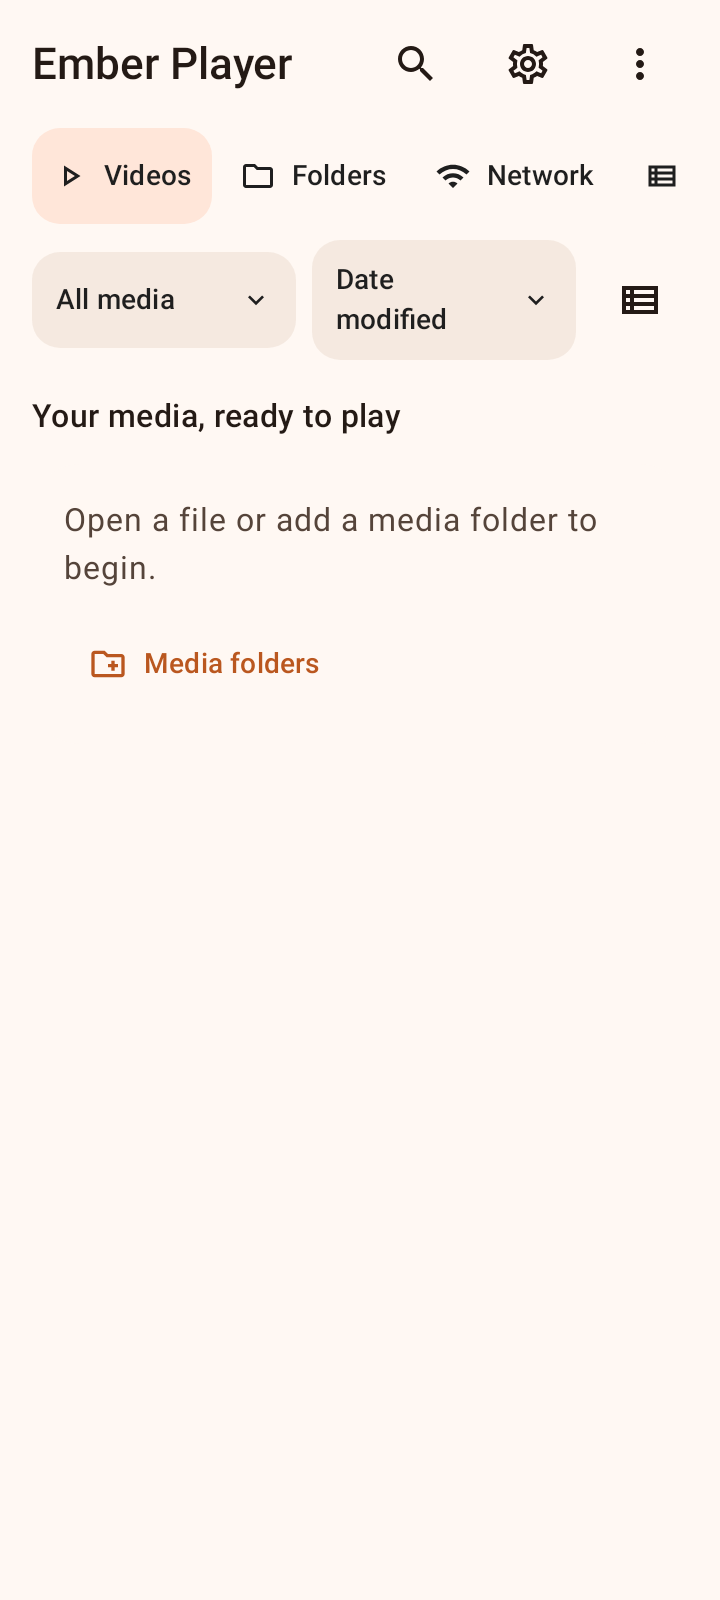 Ember Player
Videos
Folders
Network
All media
Date
modified
Your media, ready to play
Open a file or add a media folder to
begin.
Media folders